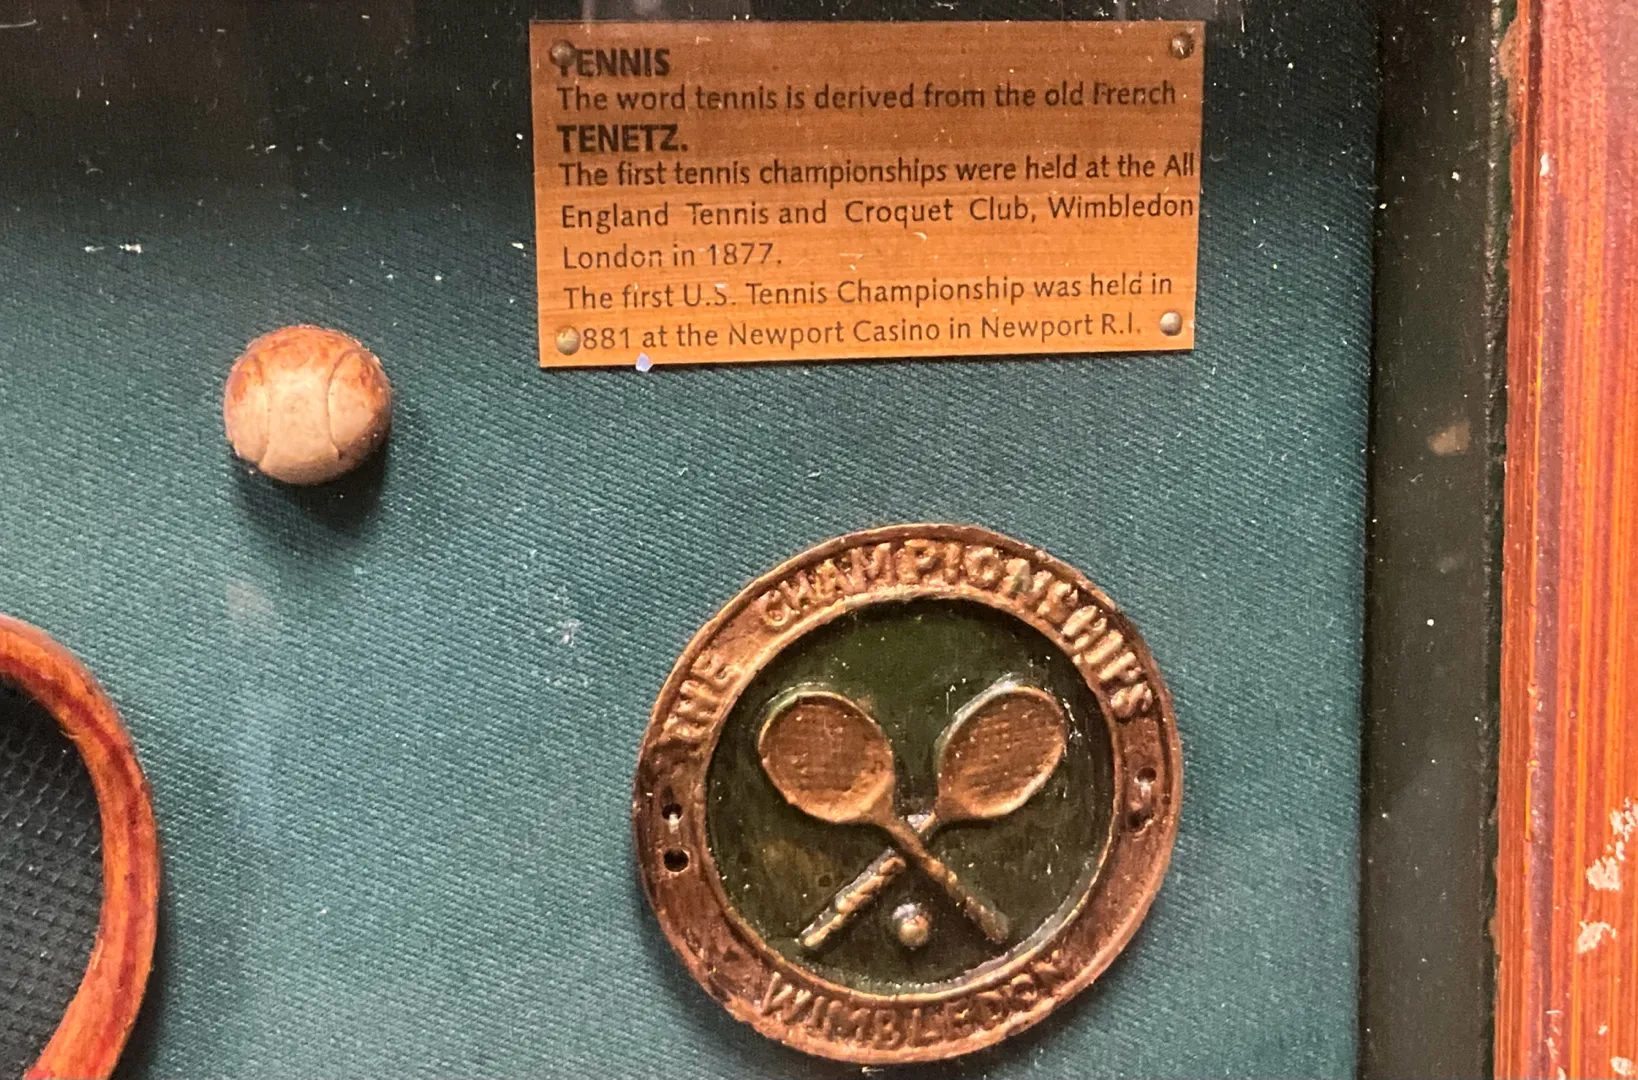 TENNIS
The word tennis is derived from the old French
TENETZ.
The first tennis championships were held at the All
England Tennis and Croquet Club, Wimbledon
London in 1877.
The first U.S. Tennis Championship was held in
881 at the Newport Casino in Newport R.I.
THE CHAMPIONSHIPS
WIMBLEDON